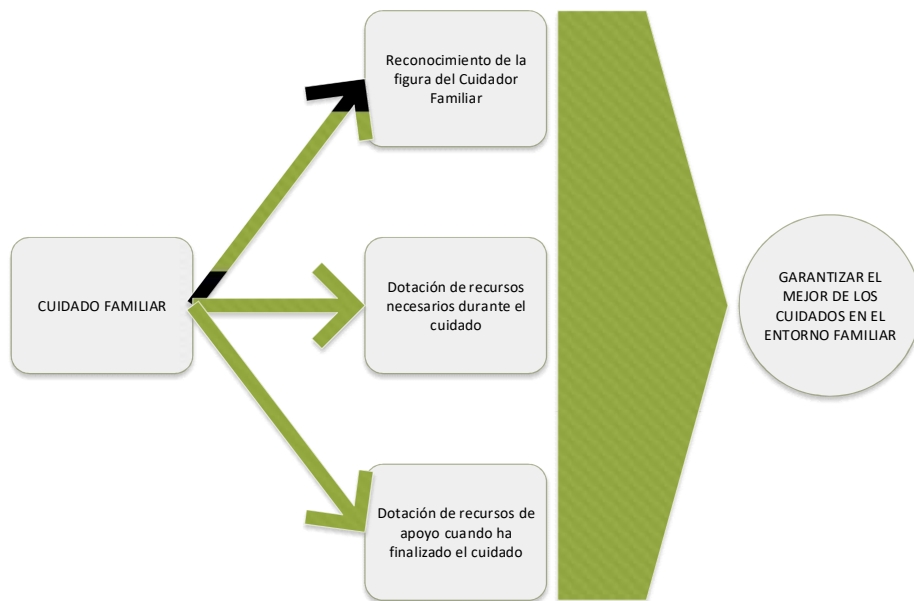 Reconocimiento de la
figura del Cuidador
Familiar
CUIDADO FAMILIAR
Dotación de recursos
necesarios durante el
cuidado
GARANTIZAR EL
MEJOR DE LOS
CUIDADOS EN EL
ENTORNO FAMILIAR
Dotación de recursos de
apoyo cuando ha
finalizado el cuidado